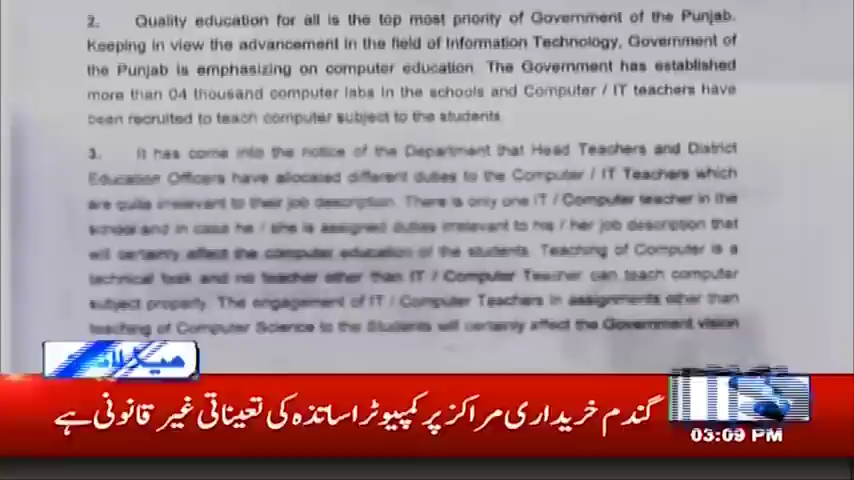 2. Quality education for all is the top most priority of Government of the Punjab.
Keeping in view the advancement in the field of Information Technology, Government of
the Punjab is emphasizing on computer education. The Government has established
more than 04 thousand computer labs in the schools and Computer / IT teachers have
been recruited to teach computer subject to the students.
3. It has come into the notice of the Department that Head Teachers and District
Education Officers have allocated different duties to the Computer / IT Teachers which
are quite irrelevant to their job description. There is only one IT / Computer teacher in the
school and in case he / she is assigned duties irrelevant to his / her job description that
will certainly affect the computer education of the students. Teaching of Computer is a
technical task and no teacher other than IT / Computer Teacher can teach computer
subject properly. The engagement of IT / Computer Teachers in assignments other than
teaching of Computer Science to the Students will certainly affect the Government vision
گندم خریداری مراکز پر کمپیوٹر اساتذہ کی تعیناتی غیر قانونی ہے
03:09 PM